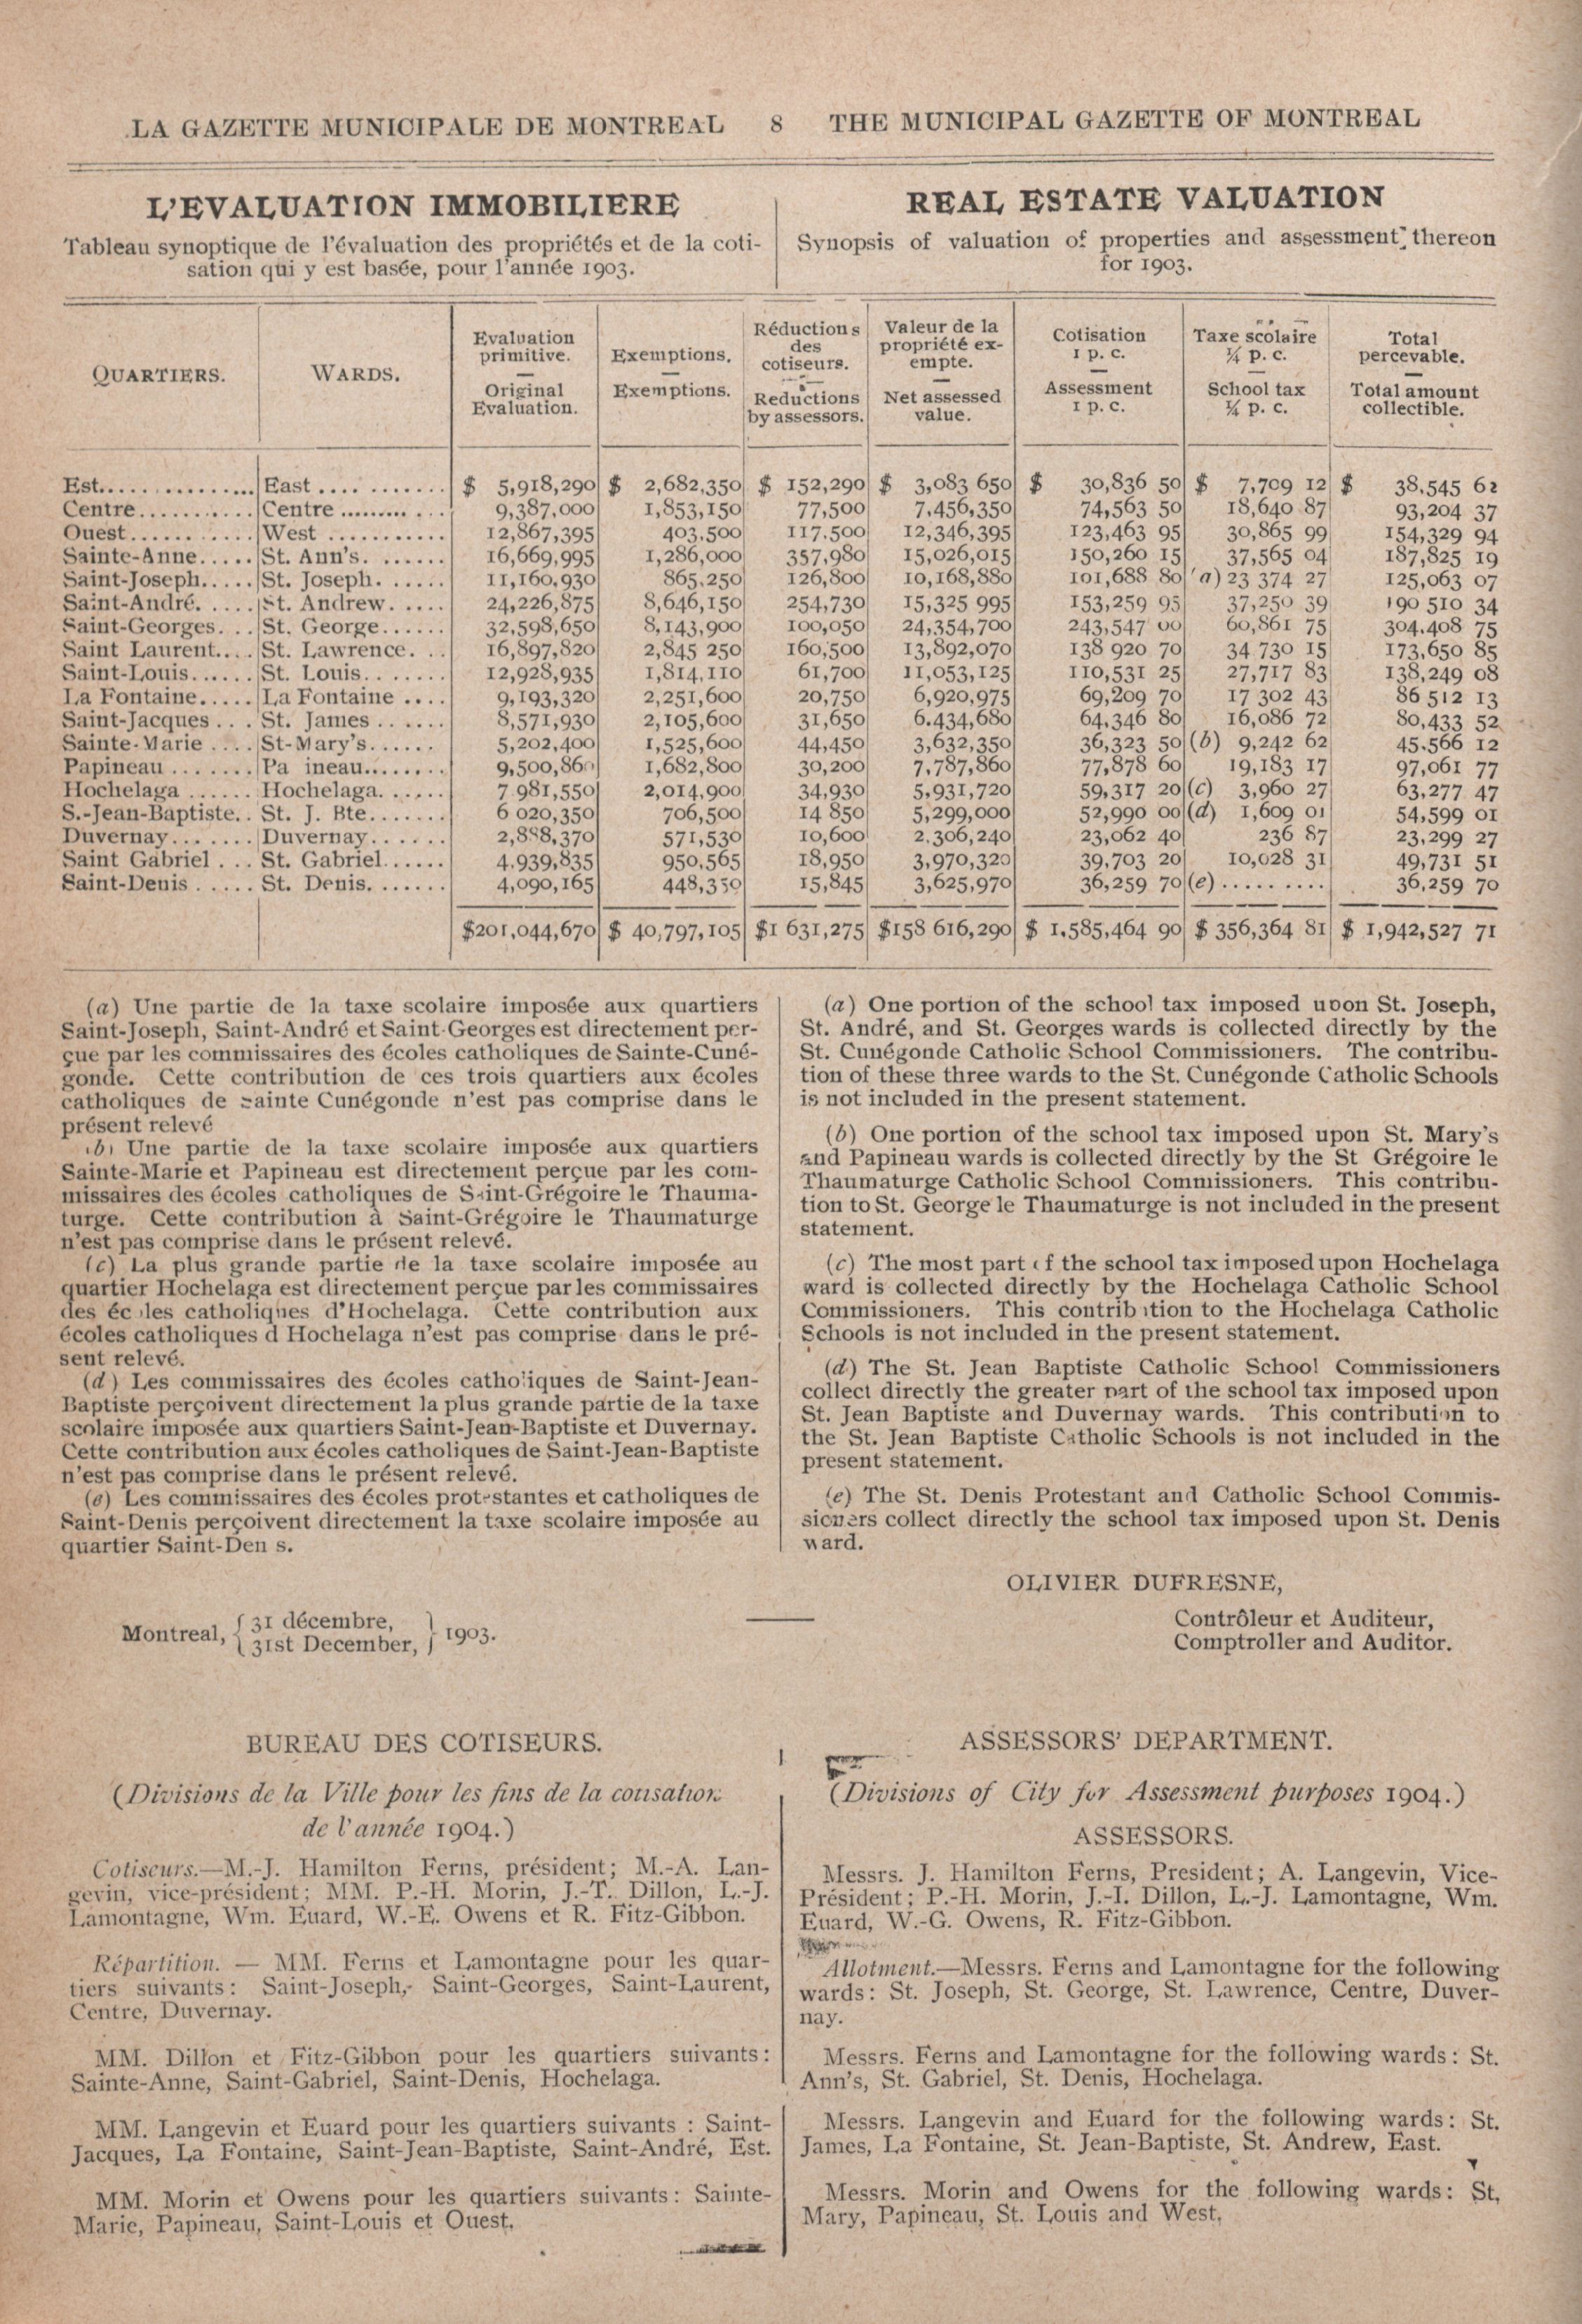 LA GAZETTE MUNICIPALE DE MONTREAL 8 THE MUNICIPAL GAZETTE OF MONTREAL
L'EVALUATION IMMOBILIERE
Tableau synoptique de l'évaluation des propriétés et de la coti-
sation qui y est basée, pour l'année 1903.
REAL ESTATE VALUATION
Synopsis of valuation of properties and assessment thereon
for 1903.
QUARTIERS. | WARDS. | Evaluation primitive. — Original Evaluation. | Exemptions. — Exemptions. | Réductions des cotiseurs. — Reductions by assessors. | Valeur de la propriété exempte. — Net assessed value. | Cotisation 1 p. c. — Assessment 1 p. c. | Taxe scolaire ¼ p. c. — School tax ¼ p. c. | Total percevable. — Total amount collectible.
Est.................. East .... ....... $ 5,918,290 $ 2,682,350 $ 152,290 $ 3,083 650 $ 30,836 50 $ 7,709 12 $ 38,545 62
Centre........... Centre ......... ... 9,387,000 1,853,150 77,500 7,456,350 74,563 50 18,640 87 93,204 37
Ouest............ West ........... 12,867,395 403,500 117,500 12,346,395 123,463 95 30,865 99 154,329 94
Sainte-Anne..... St. Ann's. ...... 16,669,995 1,286,000 357,980 15,026,015 150,260 15 37,565 04 187,825 19
Saint-Joseph..... St. Joseph. ...... 11,160,930 865,250 126,800 10,168,880 101,688 80 (a) 23 374 27 125,063 07
Saint-André. ..... St. Andrew. .... 24,226,875 8,646,150 254,730 15,325 995 153,259 95 37,250 39 190 510 34
Saint-Georges. .. St. George...... 32,598,650 8,143,900 100,050 24,354,700 243,547 00 60,861 75 304,408 75
Saint Laurent.... St. Lawrence. .. 16,897,820 2,845 250 160,500 13,892,070 138 920 70 34 730 15 173,650 85
Saint-Louis...... St. Louis. ...... 12,928,935 1,814,110 61,700 11,053,125 110,531 25 27,717 83 138,249 08
La Fontaine..... La Fontaine .... 9,193,320 2,251,600 20,750 6,920,975 69,209 70 17 302 43 86 512 13
Saint-Jacques ... St. James ...... 8,571,930 2,105,600 31,650 6.434,680 64,346 80 16,086 72 80,433 52
Sainte-Marie .... St-Mary's...... 5,202,400 1,525,600 44,450 3,632,350 36,323 50 (b) 9,242 62 45,566 12
Papineau ....... Pa ineau........ 9,500,860 1,682,800 30,200 7,787,860 77,878 60 19,183 17 97,061 77
Hochelaga ...... Hochelaga. ..... 7 981,550 2,014,900 34,930 5,931,720 59,317 20 (c) 3,960 27 63,277 47
S.-Jean-Baptiste.. St. J. Bte....... 6 020,350 706,500 14 850 5,299,000 52,990 00 (d) 1,609 01 54,599 01
Duvernay....... Duvernay...... 2,888,370 571,530 10,600 2.306,240 23,062 40 236 87 23,299 27
Saint Gabriel ... St. Gabriel...... 4.939,835 950,565 18,950 3,970,320 39,703 20 10,028 31 49,731 51
Saint-Denis ..... St. Denis. ...... 4,090,165 448,350 15,845 3,625,970 36,259 70 (e) ......... 36,259 70
$201,044,670 $ 40,797,105 $1 631,275 $158 616,290 $ 1,585,464 90 $ 356,364 81 $ 1,942,527 71
(a) Une partie de la taxe scolaire imposée aux quartiers
Saint-Joseph, Saint-André et Saint-Georges est directement per-
çue par les commissaires des écoles catholiques de Sainte-Cuné-
gonde. Cette contribution de ces trois quartiers aux écoles
catholiques de sainte Cunégonde n'est pas comprise dans le
présent relevé
(b) Une partie de la taxe scolaire imposée aux quartiers
Sainte-Marie et Papineau est directement perçue par les com-
missaires des écoles catholiques de Saint-Grégoire le Thauma-
turge. Cette contribution à Saint-Grégoire le Thaumaturge
n'est pas comprise dans le présent relevé.
(c) La plus grande partie de la taxe scolaire imposée au
quartier Hochelaga est directement perçue par les commissaires
des écoles catholiques d'Hochelaga. Cette contribution aux
écoles catholiques d Hochelaga n'est pas comprise dans le pré-
sent relevé.
(d) Les commissaires des écoles catholiques de Saint-Jean-
Baptiste perçoivent directement la plus grande partie de la taxe
scolaire imposée aux quartiers Saint-Jean-Baptiste et Duvernay.
Cette contribution aux écoles catholiques de Saint-Jean-Baptiste
n'est pas comprise dans le présent relevé.
(e) Les commissaires des écoles protestantes et catholiques de
Saint-Denis perçoivent directement la taxe scolaire imposée au
quartier Saint-Den s.
(a) One portion of the school tax imposed upon St. Joseph,
St. André, and St. Georges wards is collected directly by the
St. Cunégonde Catholic School Commissioners. The contribu-
tion of these three wards to the St. Cunégonde Catholic Schools
is not included in the present statement.
(b) One portion of the school tax imposed upon St. Mary's
and Papineau wards is collected directly by the St Grégoire le
Thaumaturge Catholic School Commissioners. This contribu-
tion to St. George le Thaumaturge is not included in the present
statement.
(c) The most part of the school tax imposed upon Hochelaga
ward is collected directly by the Hochelaga Catholic School
Commissioners. This contribution to the Hochelaga Catholic
Schools is not included in the present statement.
(d) The St. Jean Baptiste Catholic School Commissioners
collect directly the greater part of the school tax imposed upon
St. Jean Baptiste and Duvernay wards. This contribution to
the St. Jean Baptiste Catholic Schools is not included in the
present statement.
(e) The St. Denis Protestant and Catholic School Commis-
sioners collect directly the school tax imposed upon St. Denis
ward.
OLIVIER DUFRESNE,
Contrôleur et Auditeur,
Comptroller and Auditor.
Montreal, { 31 décembre, 31st December, } 1903.
BUREAU DES COTISEURS.
(Divisions de la Ville pour les fins de la cotisation
de l'année 1904.)
Cotiseurs.—M.-J. Hamilton Ferns, président; M.-A. Lan-
gevin, vice-président; MM. P.-H. Morin, J.-T. Dillon, L.-J.
Lamontagne, Wm. Euard, W.-E. Owens et R. Fitz-Gibbon.
Répartition. — MM. Ferns et Lamontagne pour les quar-
tiers suivants: Saint-Joseph, Saint-Georges, Saint-Laurent,
Centre, Duvernay.
MM. Dillon et Fitz-Gibbon pour les quartiers suivants:
Sainte-Anne, Saint-Gabriel, Saint-Denis, Hochelaga.
MM. Langevin et Euard pour les quartiers suivants : Saint-
Jacques, La Fontaine, Saint-Jean-Baptiste, Saint-André, Est.
MM. Morin et Owens pour les quartiers suivants: Sainte-
Marie, Papineau, Saint-Louis et Ouest.
ASSESSORS' DEPARTMENT.
(Divisions of City for Assessment purposes 1904.)
ASSESSORS.
Messrs. J. Hamilton Ferns, President; A. Langevin, Vice-
Président; P.-H. Morin, J.-I. Dillon, L.-J. Lamontagne, Wm.
Euard, W.-G. Owens, R. Fitz-Gibbon.
Allotment.—Messrs. Ferns and Lamontagne for the following
wards: St. Joseph, St. George, St. Lawrence, Centre, Duver-
nay.
Messrs. Ferns and Lamontagne for the following wards: St.
Ann's, St. Gabriel, St. Denis, Hochelaga.
Messrs. Langevin and Euard for the following wards: St.
James, La Fontaine, St. Jean-Baptiste, St. Andrew, East.
Messrs. Morin and Owens for the following wards: St.
Mary, Papineau, St. Louis and West.